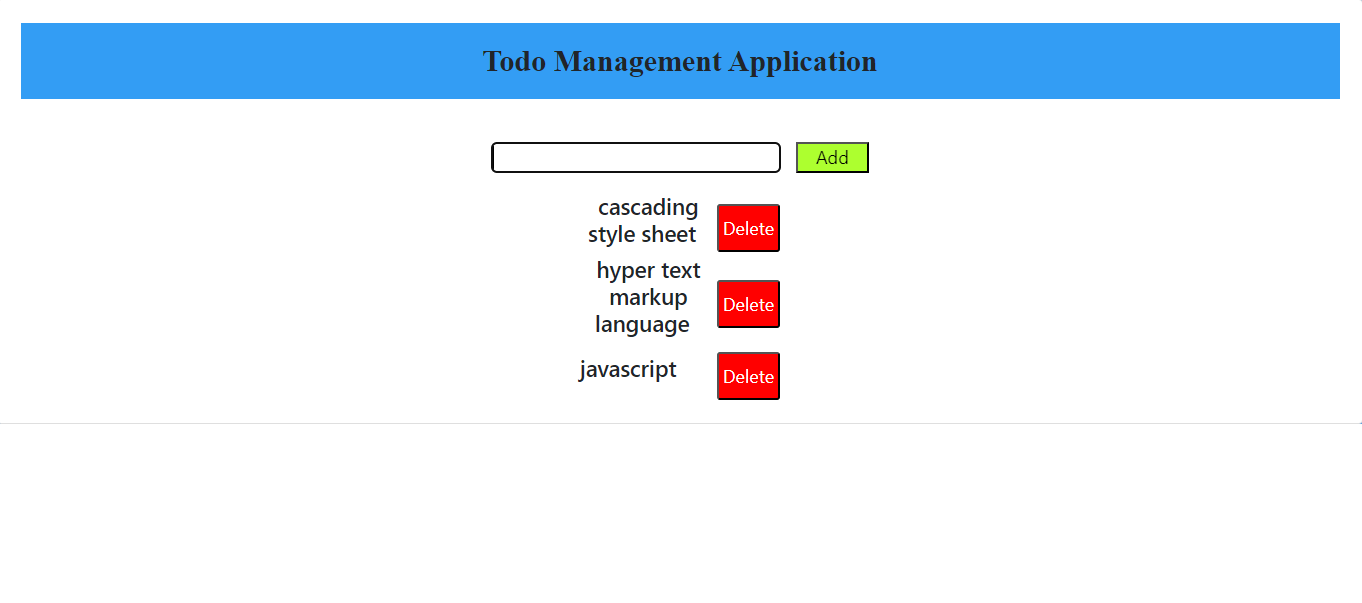 Todo Management Application
Add
cascading
style sheet
Delete
hyper text
markup
language
Delete
javascript
Delete